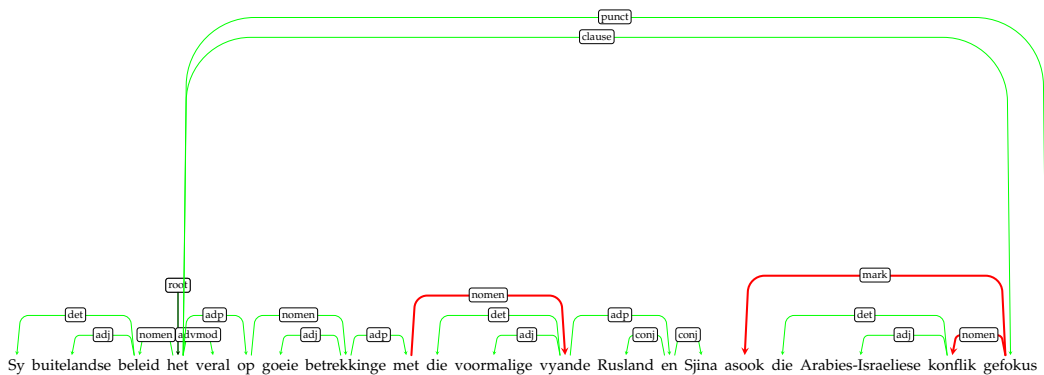 punct
clause
root
mark
nomen
det adp nomen det adp det
adj nomen advmod adj adp adj conj conj adj nomen
Sy buitelandse beleid het veral op goeie betrekkinge met die voormalige vyande Rusland en Sjina asook die Arabies-Israeliese konflik gefokus